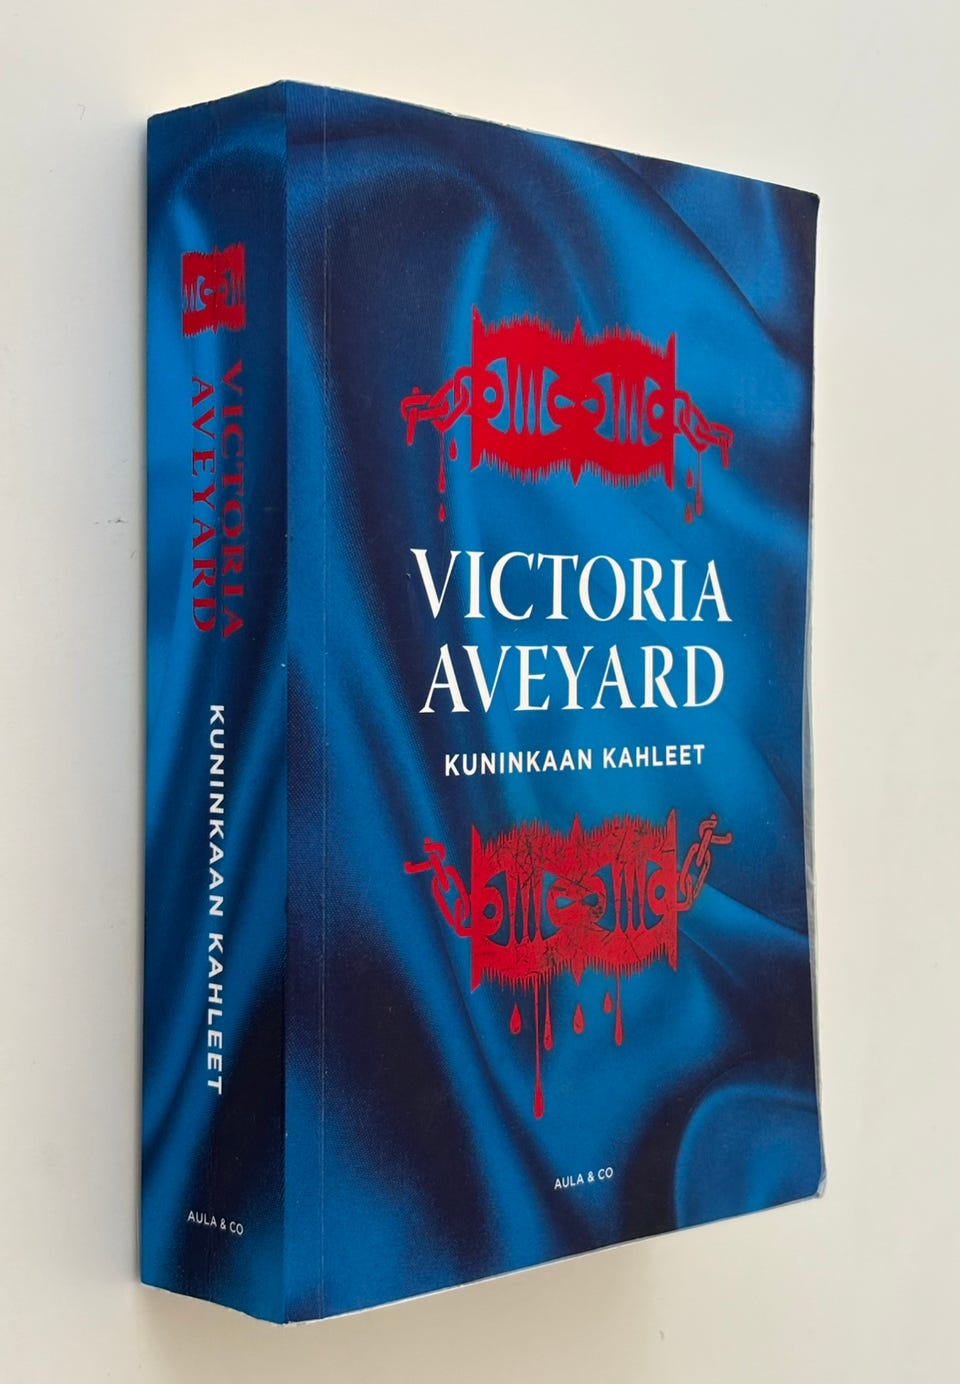 VICTORIA
AVEYARD
KUNINKAAN KAHLEET
AULA & CO
VICTORIA
AVEYARD
KUNINKAAN KAHLEET
AULA & CO